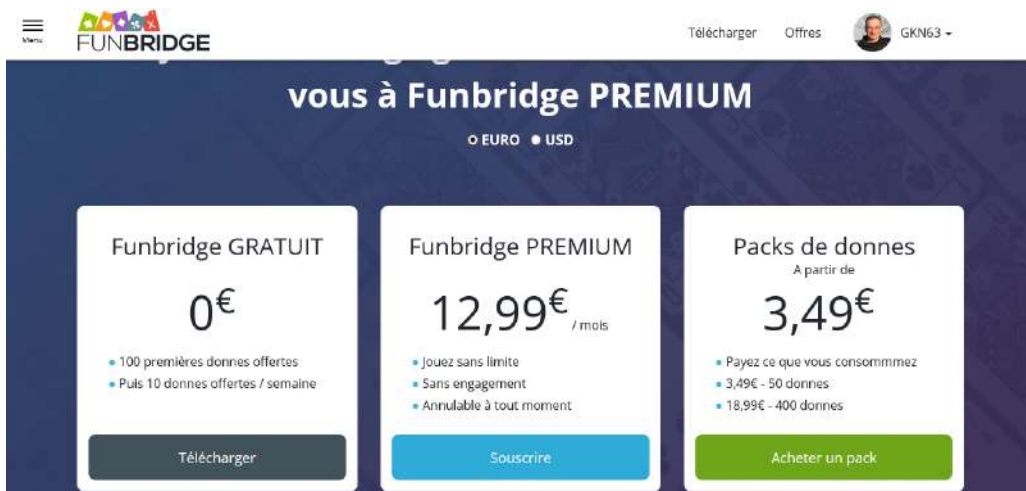 Menu
FUNBRIDGE
Télécharger
Offres
GKN63
vous à Funbridge PREMIUM
EURO USD
Funbridge GRATUIT
0€
• 100 premières donnes offertes
• Puis 10 donnes offertes / semaine
Télécharger
Funbridge PREMIUM
12,99€ / mois
• Jouez sans limite
• Sans engagement
• Annulable à tout moment
Souscrire
Packs de donnes
A partir de
3,49€
• Payez ce que vous consommmez
• 3,49€ - 50 donnes
• 18,99€ - 400 donnes
Acheter un pack